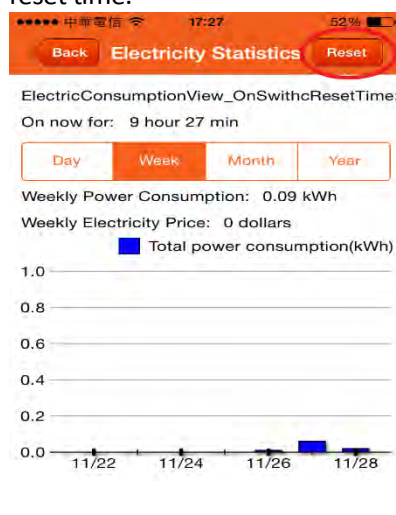 reset time.
中華電信 17:27 52%
Back Electricity Statistics Reset
ElectricConsumptionView_OnSwithcResetTime:
On now for: 9 hour 27 min
Day Week Month Year
Weekly Power Consumption: 0.09 kWh
Weekly Electricity Price: 0 dollars
Total power consumption(kWh)
1.0
0.8
0.6
0.4
0.2
0.0
11/22 11/24 11/26 11/28